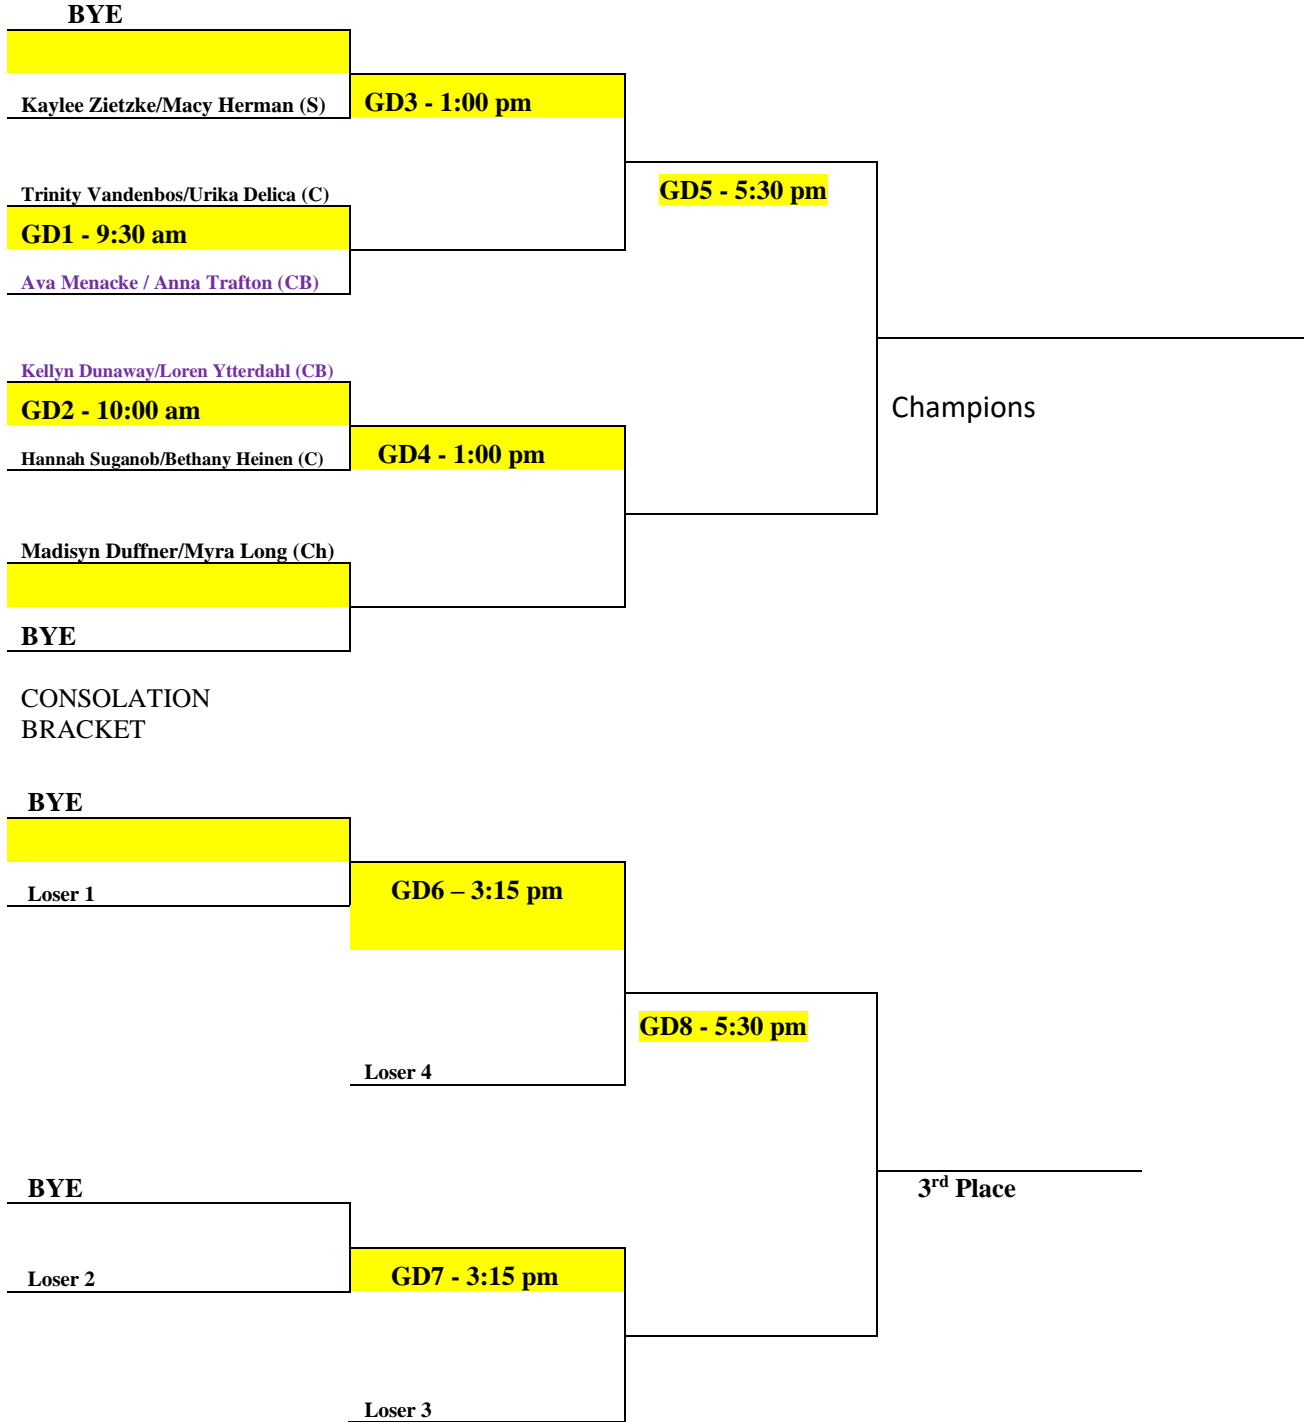 BYE
Kaylee Zietzke/Macy Herman (S)
GD3 - 1:00 pm
Trinity Vandenbos/Urika Delica (C)
GD5 - 5:30 pm
GD1 - 9:30 am
Ava Menacke / Anna Trafton (CB)
Kellyn Dunaway/Loren Ytterdahl (CB)
GD2 - 10:00 am
Champions
Hannah Suganob/Bethany Heinen (C)
GD4 - 1:00 pm
Madisyn Duffner/Myra Long (Ch)
BYE
CONSOLATION
BRACKET
BYE
Loser 1
GD6 – 3:15 pm
GD8 - 5:30 pm
Loser 4
BYE
3rd Place
Loser 2
GD7 - 3:15 pm
Loser 3